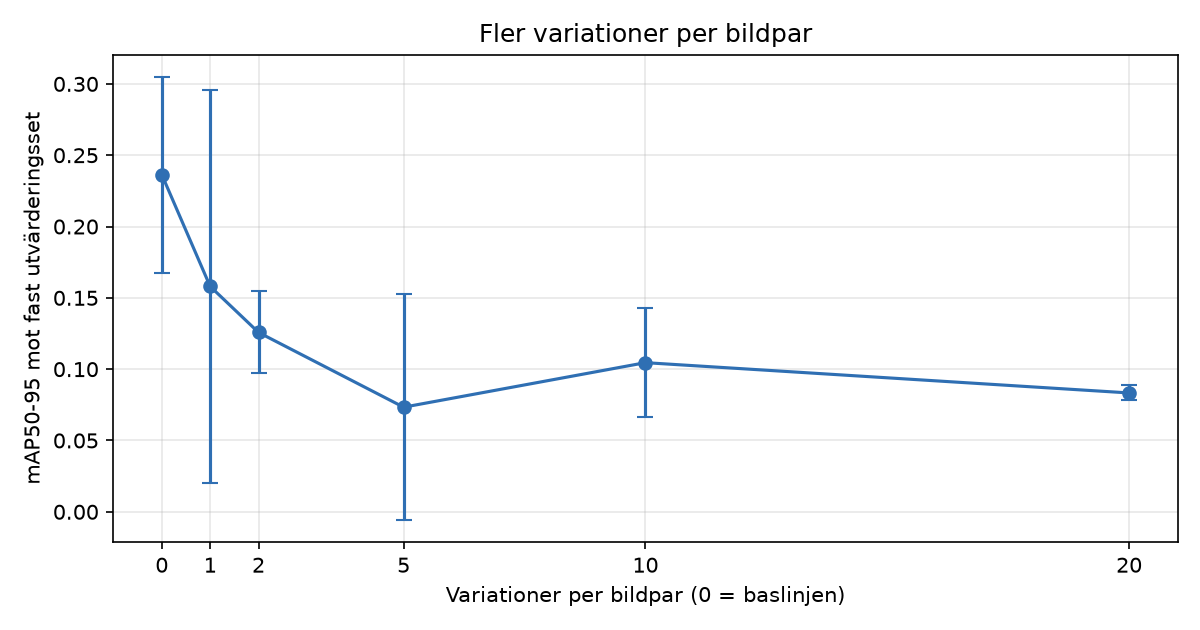 Fler variationer per bildpar
mAP50-95 mot fast utvärderingsset
0.30
0.25
0.20
0.15
0.10
0.05
0.00
0 1 2 5 10 20
Variationer per bildpar (0 = baslinjen)